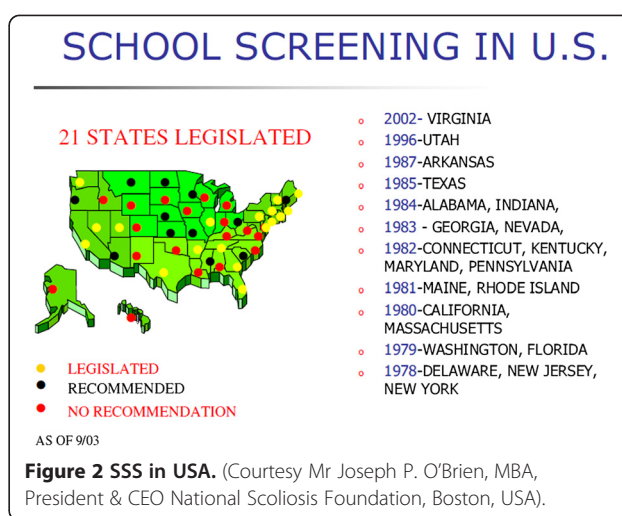 SCHOOL SCREENING IN U.S.
21 STATES LEGISLATED
LEGISLATED
RECOMMENDED
NO RECOMMENDATION
AS OF 9/03
2002- VIRGINIA
1996-UTAH
1987-ARKANSAS
1985-TEXAS
1984-ALABAMA, INDIANA,
1983 - GEORGIA, NEVADA,
1982-CONNECTICUT, KENTUCKY,
MARYLAND, PENNSYLVANIA
1981-MAINE, RHODE ISLAND
1980-CALIFORNIA,
MASSACHUSETTS
1979-WASHINGTON, FLORIDA
1978-DELAWARE, NEW JERSEY,
NEW YORK
Figure 2 SSS in USA. (Courtesy Mr Joseph P. O’Brien, MBA,
President & CEO National Scoliosis Foundation, Boston, USA).